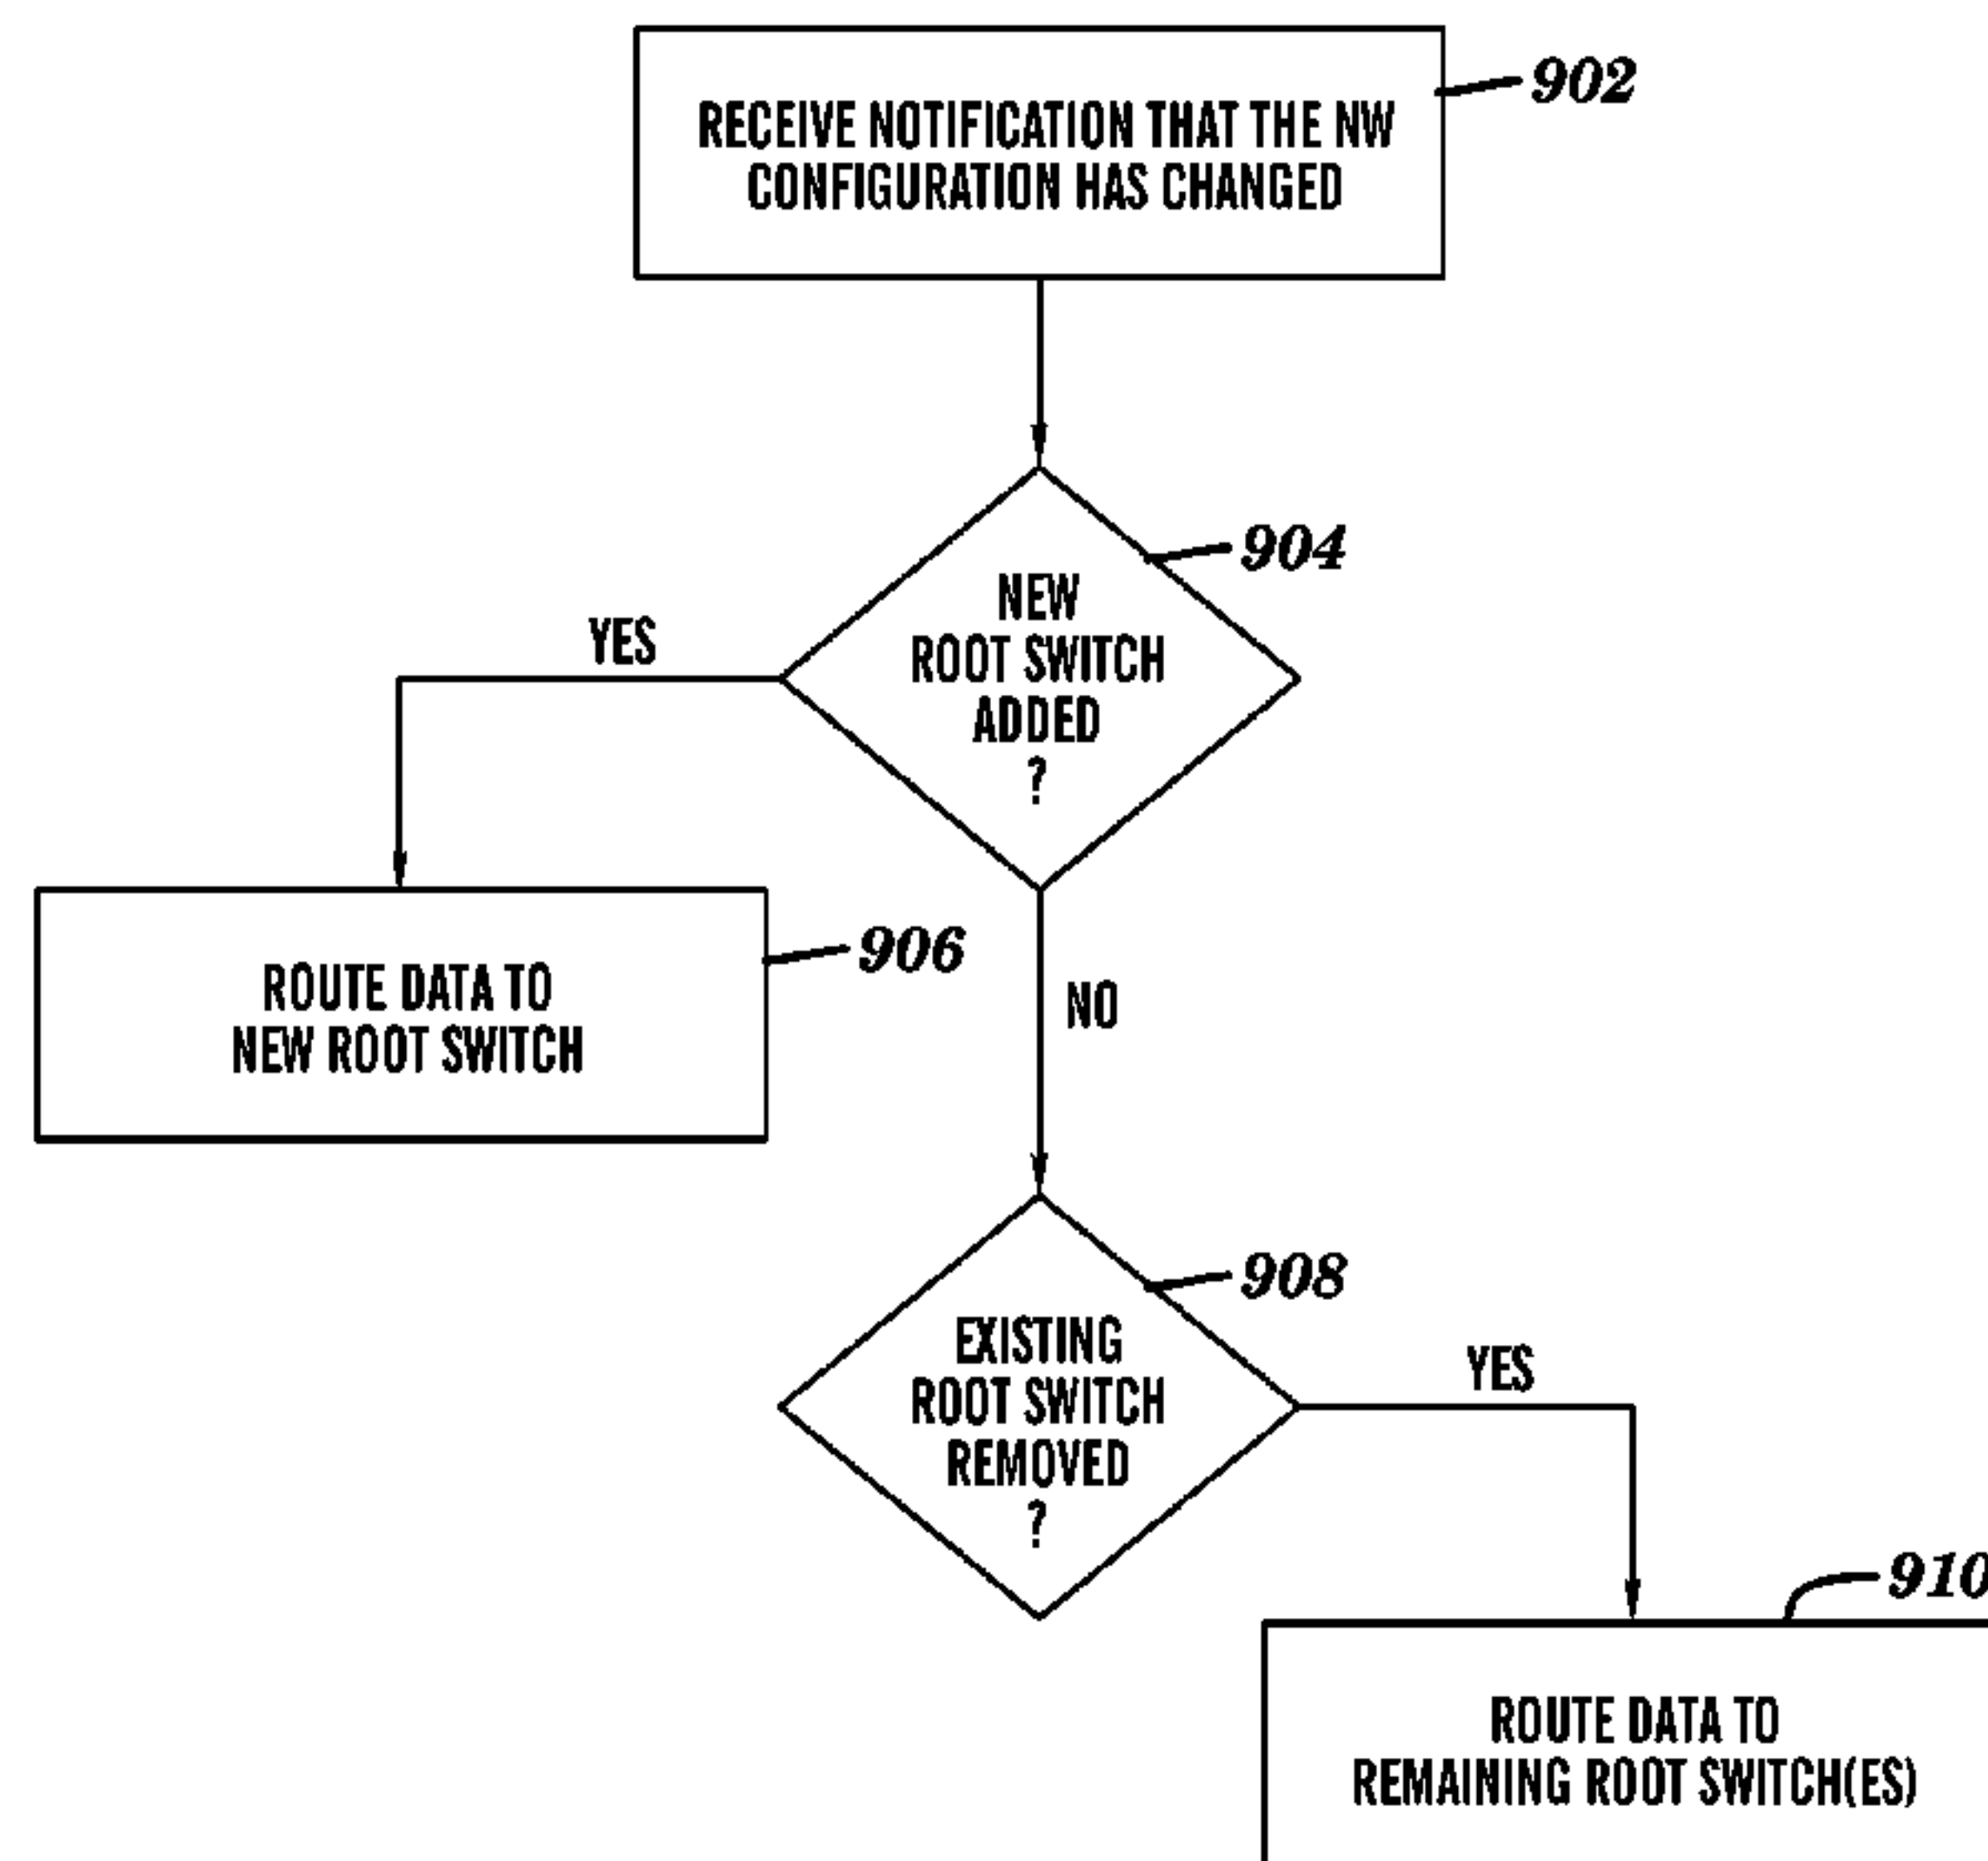 902
RECEIVE NOTIFICATION THAT THE NW
CONFIGURATION HAS CHANGED
904
NEW
ROOT SWITCH
ADDED
?
YES
906
ROUTE DATA TO
NEW ROOT SWITCH
NO
908
EXISTING
ROOT SWITCH
REMOVED
?
YES
910
ROUTE DATA TO
REMAINING ROOT SWITCH(ES)